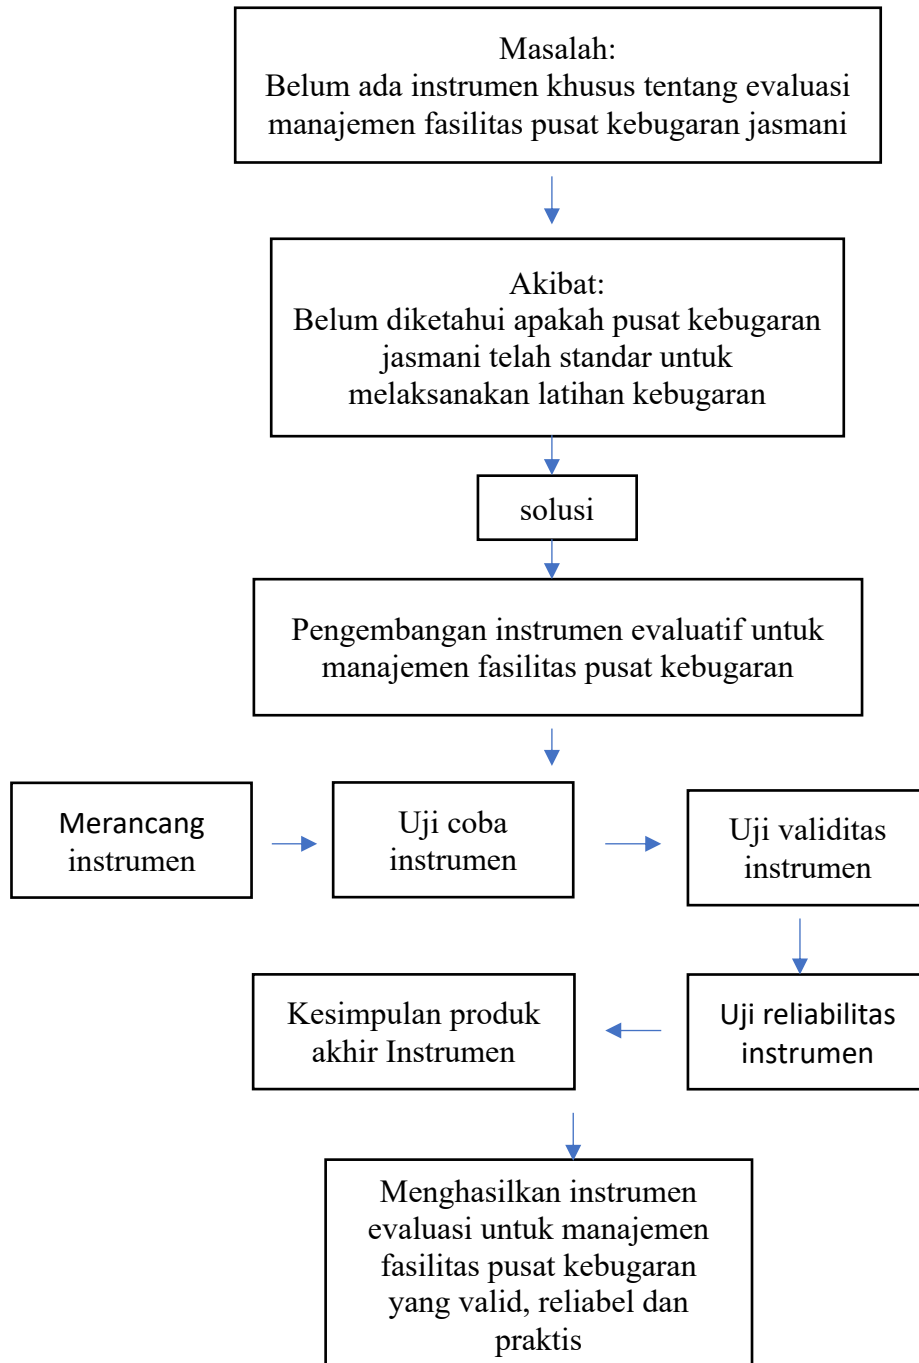 Masalah:
Belum ada instrumen khusus tentang evaluasi
manajemen fasilitas pusat kebugaran jasmani
Akibat:
Belum diketahui apakah pusat kebugaran
jasmani telah standar untuk
melaksanakan latihan kebugaran
solusi
Pengembangan instrumen evaluatif untuk
manajemen fasilitas pusat kebugaran
Merancang
instrumen
Uji coba
instrumen
Uji validitas
instrumen
Uji reliabilitas
instrumen
Kesimpulan produk
akhir Instrumen
Menghasilkan instrumen
evaluasi untuk manajemen
fasilitas pusat kebugaran
yang valid, reliabel dan
praktis